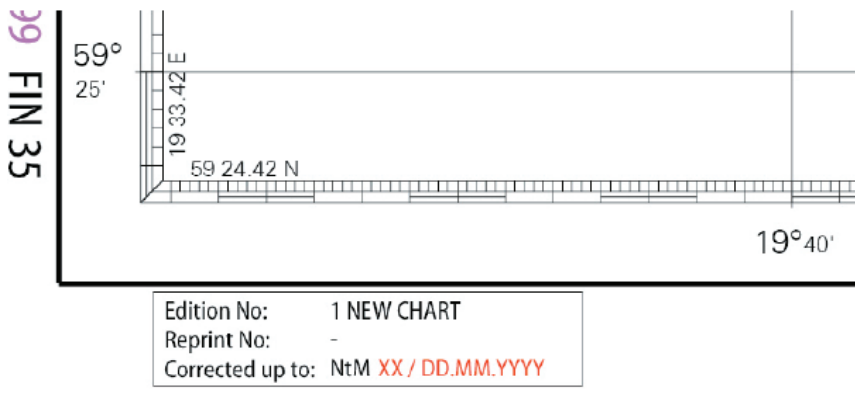 59°
25'
FIN 35
19 33.42 E
59 24.42 N
19°40'
Edition No: 1 NEW CHART
Reprint No: -
Corrected up to: NtM XX / DD.MM.YYYY